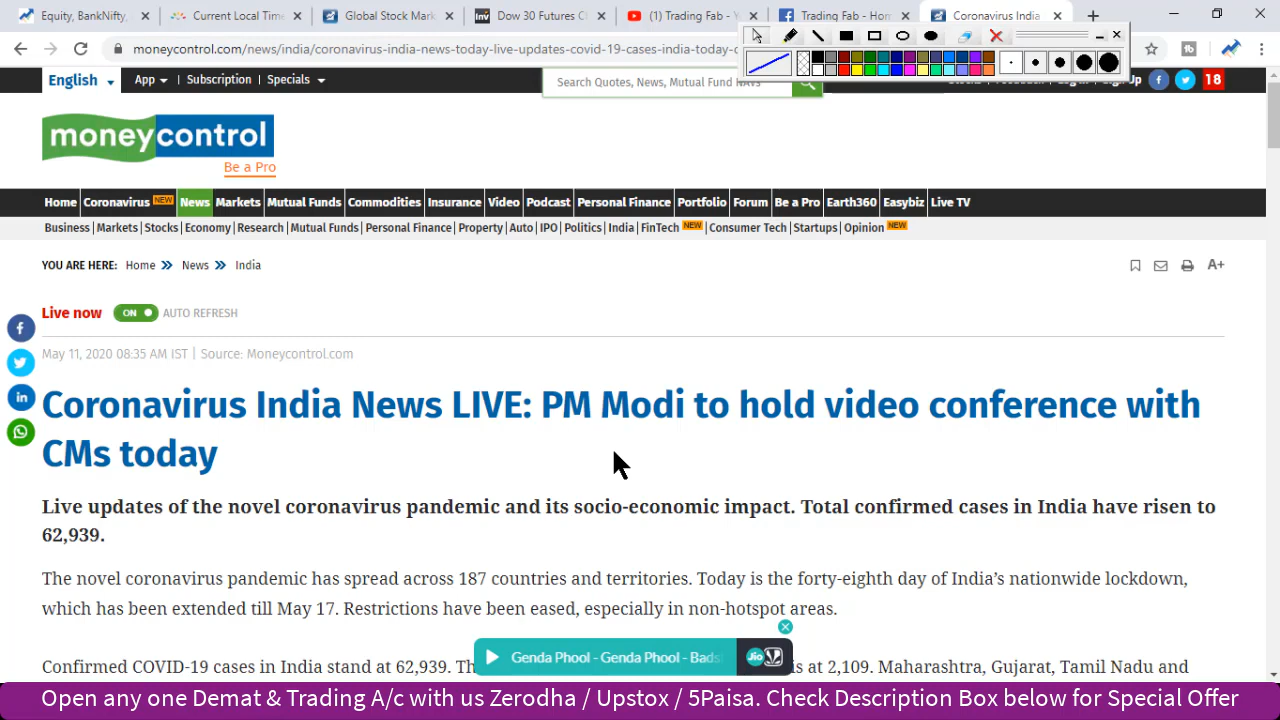 Equity, BankNifty,
Current Local Tim
Global Stock Mark
Dow 30 Futures C
(1) Trading Fab - Y
Trading Fab - Hom
Coronavirus India
moneycontrol.com/news/india/coronavirus-india-news-today-live-updates-covid-19-cases-india-today-
English App Subscription Specials
Search Quotes, News, Mutual Fund NAVs
18
moneycontrol
Be a Pro
Home Coronavirus NEW News Markets Mutual Funds Commodities Insurance Video Podcast Personal Finance Portfolio Forum Be a Pro Earth360 Easybiz Live TV
Business | Markets | Stocks | Economy | Research | Mutual Funds | Personal Finance | Property | Auto | IPO | Politics | India | FinTech NEW | Consumer Tech | Startups | Opinion NEW
YOU ARE HERE: Home News India
A+
Live now ON AUTO REFRESH
May 11, 2020 08:35 AM IST | Source: Moneycontrol.com
Coronavirus India News LIVE: PM Modi to hold video conference with
CMs today
Live updates of the novel coronavirus pandemic and its socio-economic impact. Total confirmed cases in India have risen to
62,939.
The novel coronavirus pandemic has spread across 187 countries and territories. Today is the forty-eighth day of India's nationwide lockdown,
which has been extended till May 17. Restrictions have been eased, especially in non-hotspot areas.
Genda Phool - Genda Phool - Bads
Jio
Confirmed COVID-19 cases in India stand at 62,939. Th is at 2,109. Maharashtra, Gujarat, Tamil Nadu and
Open any one Demat & Trading A/c with us Zerodha / Upstox / 5Paisa. Check Description Box below for Special Offer